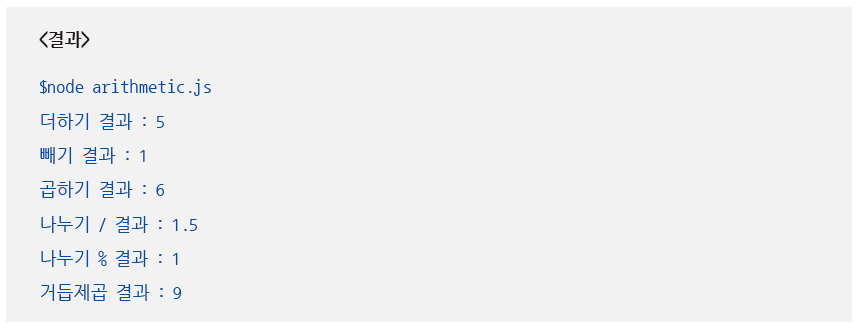 <결과>
$node arithmetic.js
더하기 결과 : 5
빼기 결과 : 1
곱하기 결과 : 6
나누기 / 결과 : 1.5
나누기 % 결과 : 1
거듭제곱 결과 : 9